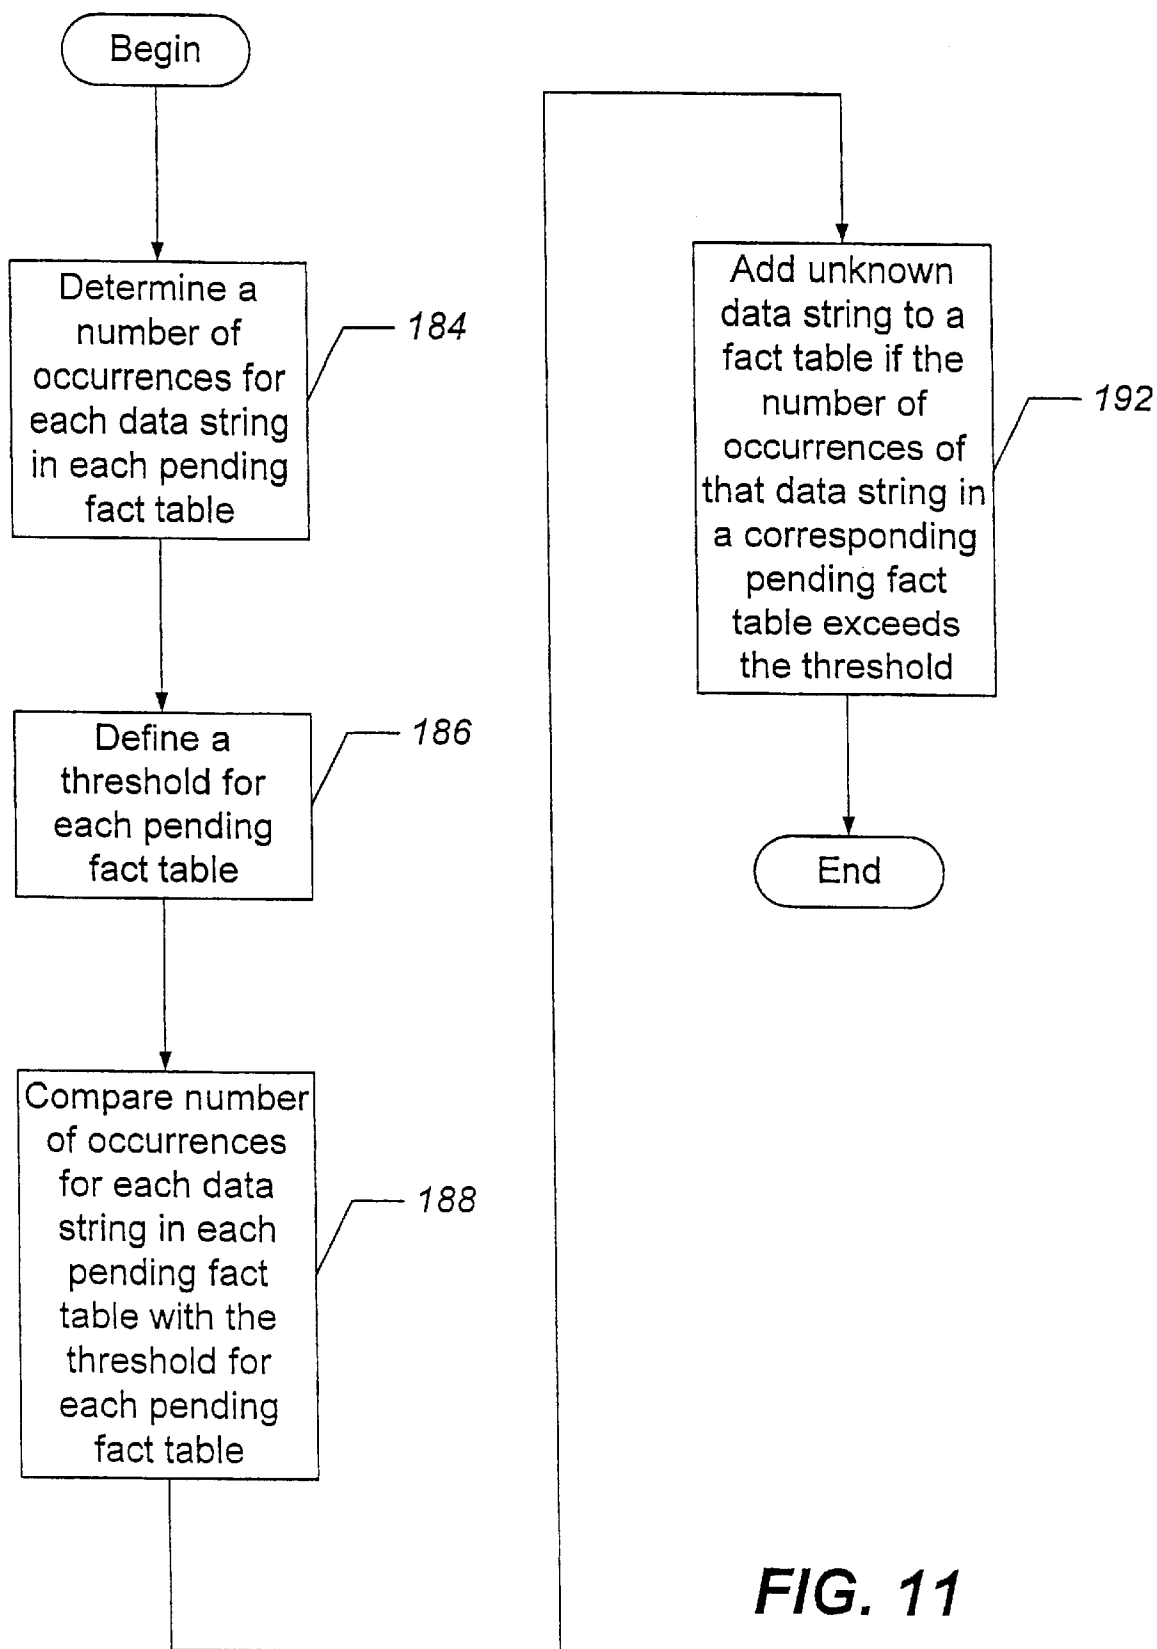 Begin
Determine a
number of
occurrences for
each data string
in each pending
fact table
184
Define a
threshold for
each pending
fact table
186
Compare number
of occurrences
for each data
string in each
pending fact
table with the
threshold for
each pending
fact table
188
Add unknown
data string to a
fact table if the
number of
occurrences of
that data string in
a corresponding
pending fact
table exceeds
the threshold
192
End
FIG. 11